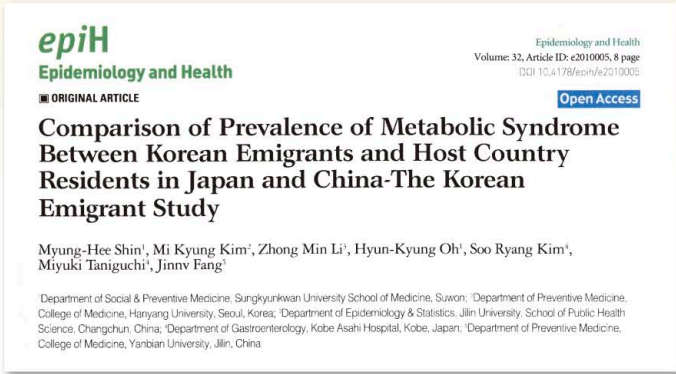 epiH
Epidemiology and Health
Epidemiology and Health
Volume: 32, Article ID: e2010005, 8 page
DOI 10.4178/epih/e2010005
▣ ORIGINAL ARTICLE
Open Access
Comparison of Prevalence of Metabolic Syndrome
Between Korean Emigrants and Host Country
Residents in Japan and China-The Korean
Emigrant Study
Myung-Hee Shin¹, Mi Kyung Kim², Zhong Min Li³, Hyun-Kyung Oh¹, Soo Ryang Kim⁴,
Miyuki Taniguchi⁴, Jinnv Fang⁵
¹Department of Social & Preventive Medicine, Sungkyunkwan University School of Medicine, Suwon; ²Department of Preventive Medicine,
College of Medicine, Hanyang University, Seoul, Korea; ³Department of Epidemiology & Statistics, Jilin University, School of Public Health
Science, Changchun, China; ⁴Department of Gastroenterology, Kobe Asahi Hospital, Kobe, Japan; ⁵Department of Preventive Medicine,
College of Medicine, Yanbian University, Jilin, China